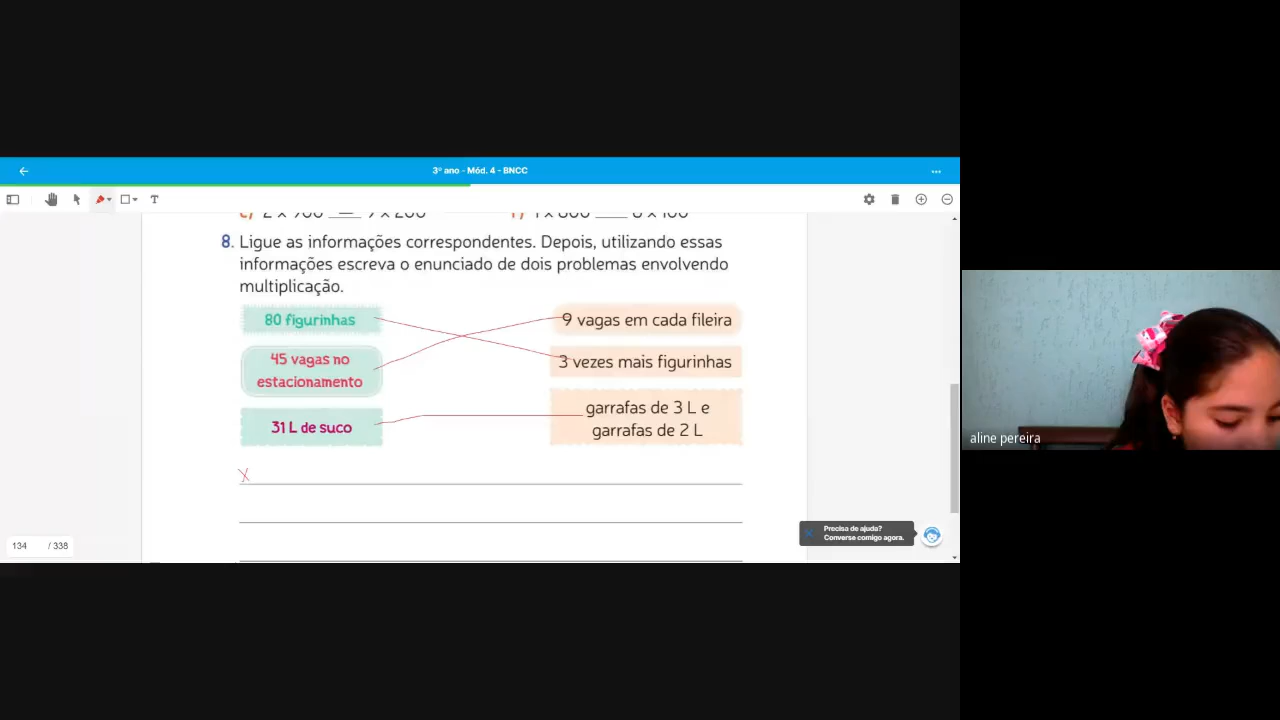 3º ano - Mód. 4 - BNCC
8. Ligue as informações correspondentes. Depois, utilizando essas
informações escreva o enunciado de dois problemas envolvendo
multiplicação.
80 figurinhas
9 vagas em cada fileira
45 vagas no
estacionamento
3 vezes mais figurinhas
31 L de suco
garrafas de 3 L e
garrafas de 2 L
X
Precisa de ajuda?
Converse comigo agora.
134 / 338
aline pereira